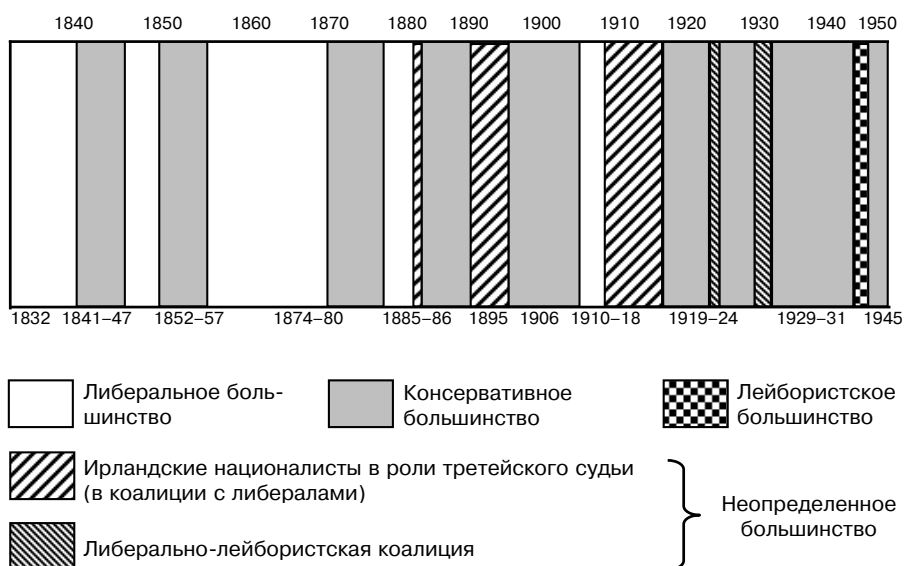 1840 1850 1860 1870 1880 1890 1900 1910 1920 1930 1940 1950
1832 1841–47 1852–57 1874–80 1885–86 1895 1906 1910–18 1919–24 1929–31 1945
Либеральное боль-
шинство
Консервативное
большинство
Лейбористское
большинство
Ирландские националисты в роли третейского судьи
(в коалиции с либералами)
Либерально-лейбористская коалиция
Неопределенное
большинство